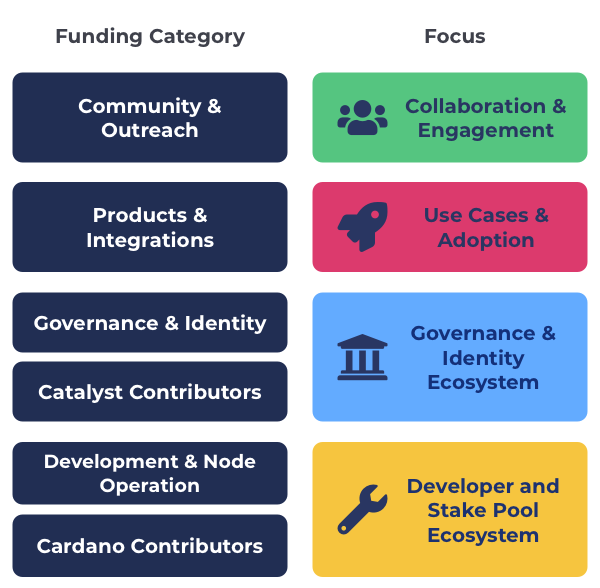 Funding Category
Focus
Community &
Outreach
Collaboration &
Engagement
Products &
Integrations
Use Cases &
Adoption
Governance & Identity
Catalyst Contributors
Governance &
Identity
Ecosystem
Development & Node
Operation
Cardano Contributors
Developer and
Stake Pool
Ecosystem